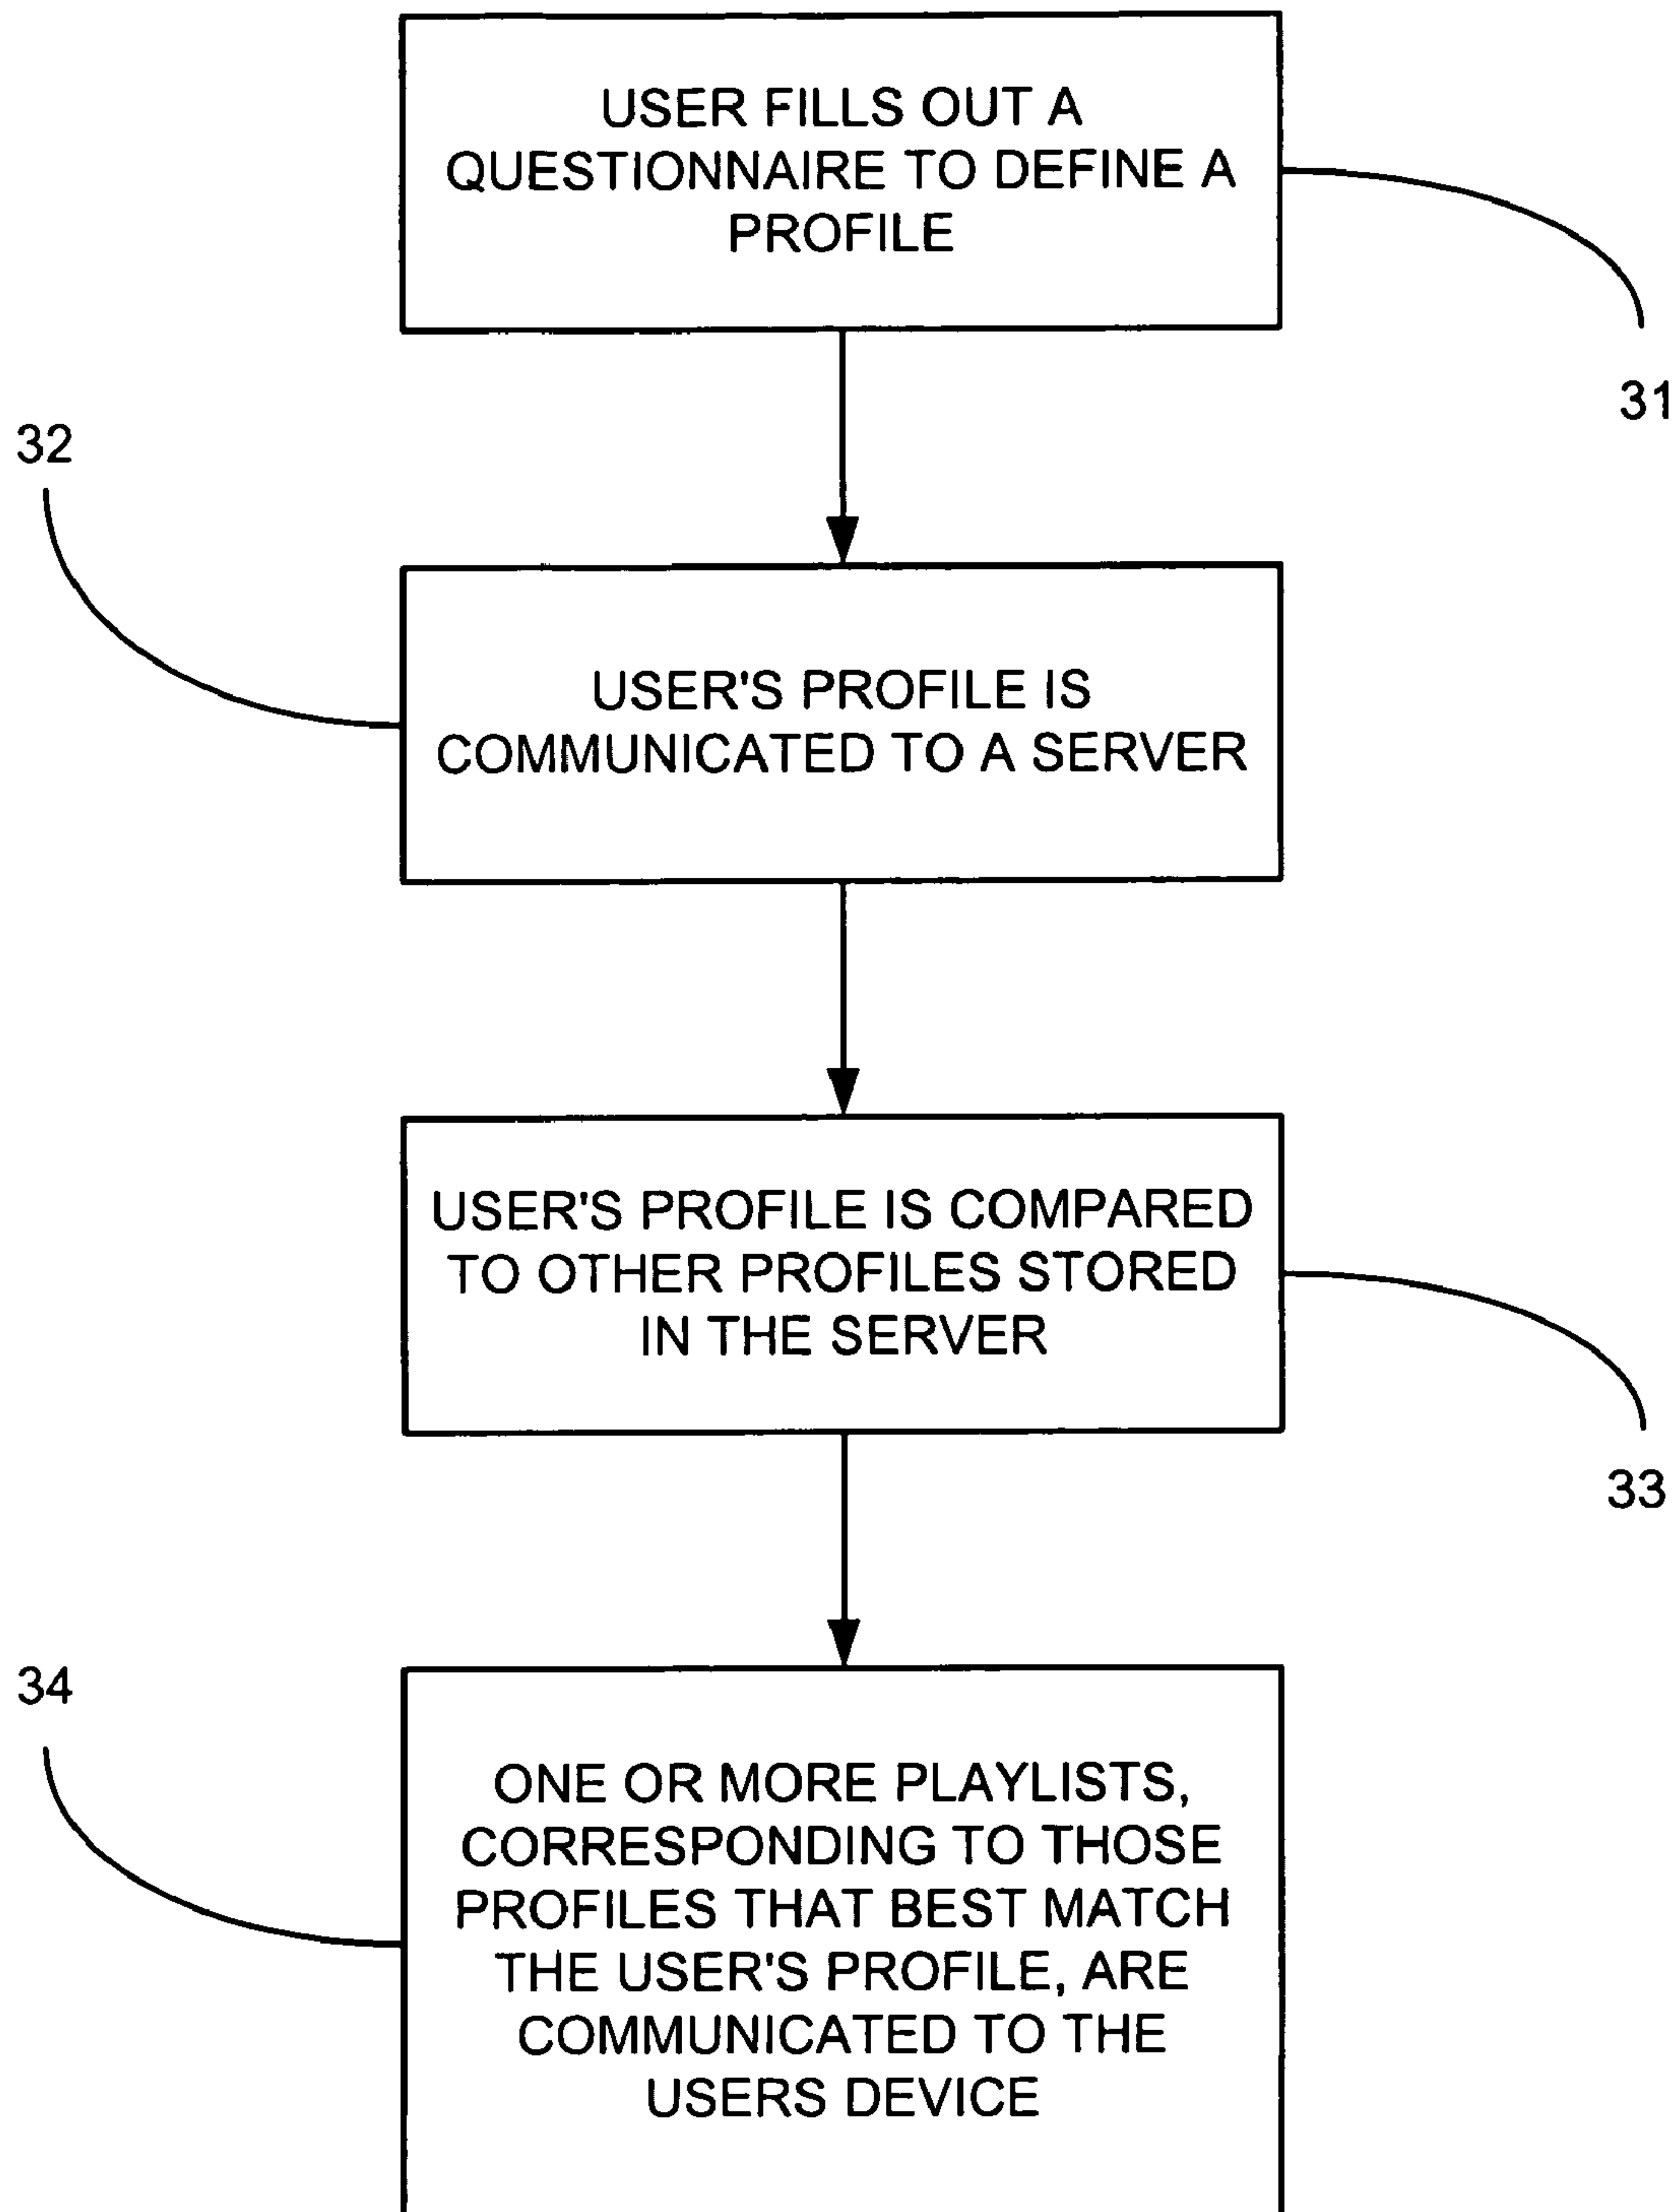 USER FILLS OUT A
QUESTIONNAIRE TO DEFINE A
PROFILE
31
32
USER'S PROFILE IS
COMMUNICATED TO A SERVER
USER'S PROFILE IS COMPARED
TO OTHER PROFILES STORED
IN THE SERVER
33
34
ONE OR MORE PLAYLISTS,
CORRESPONDING TO THOSE
PROFILES THAT BEST MATCH
THE USER'S PROFILE, ARE
COMMUNICATED TO THE
USERS DEVICE